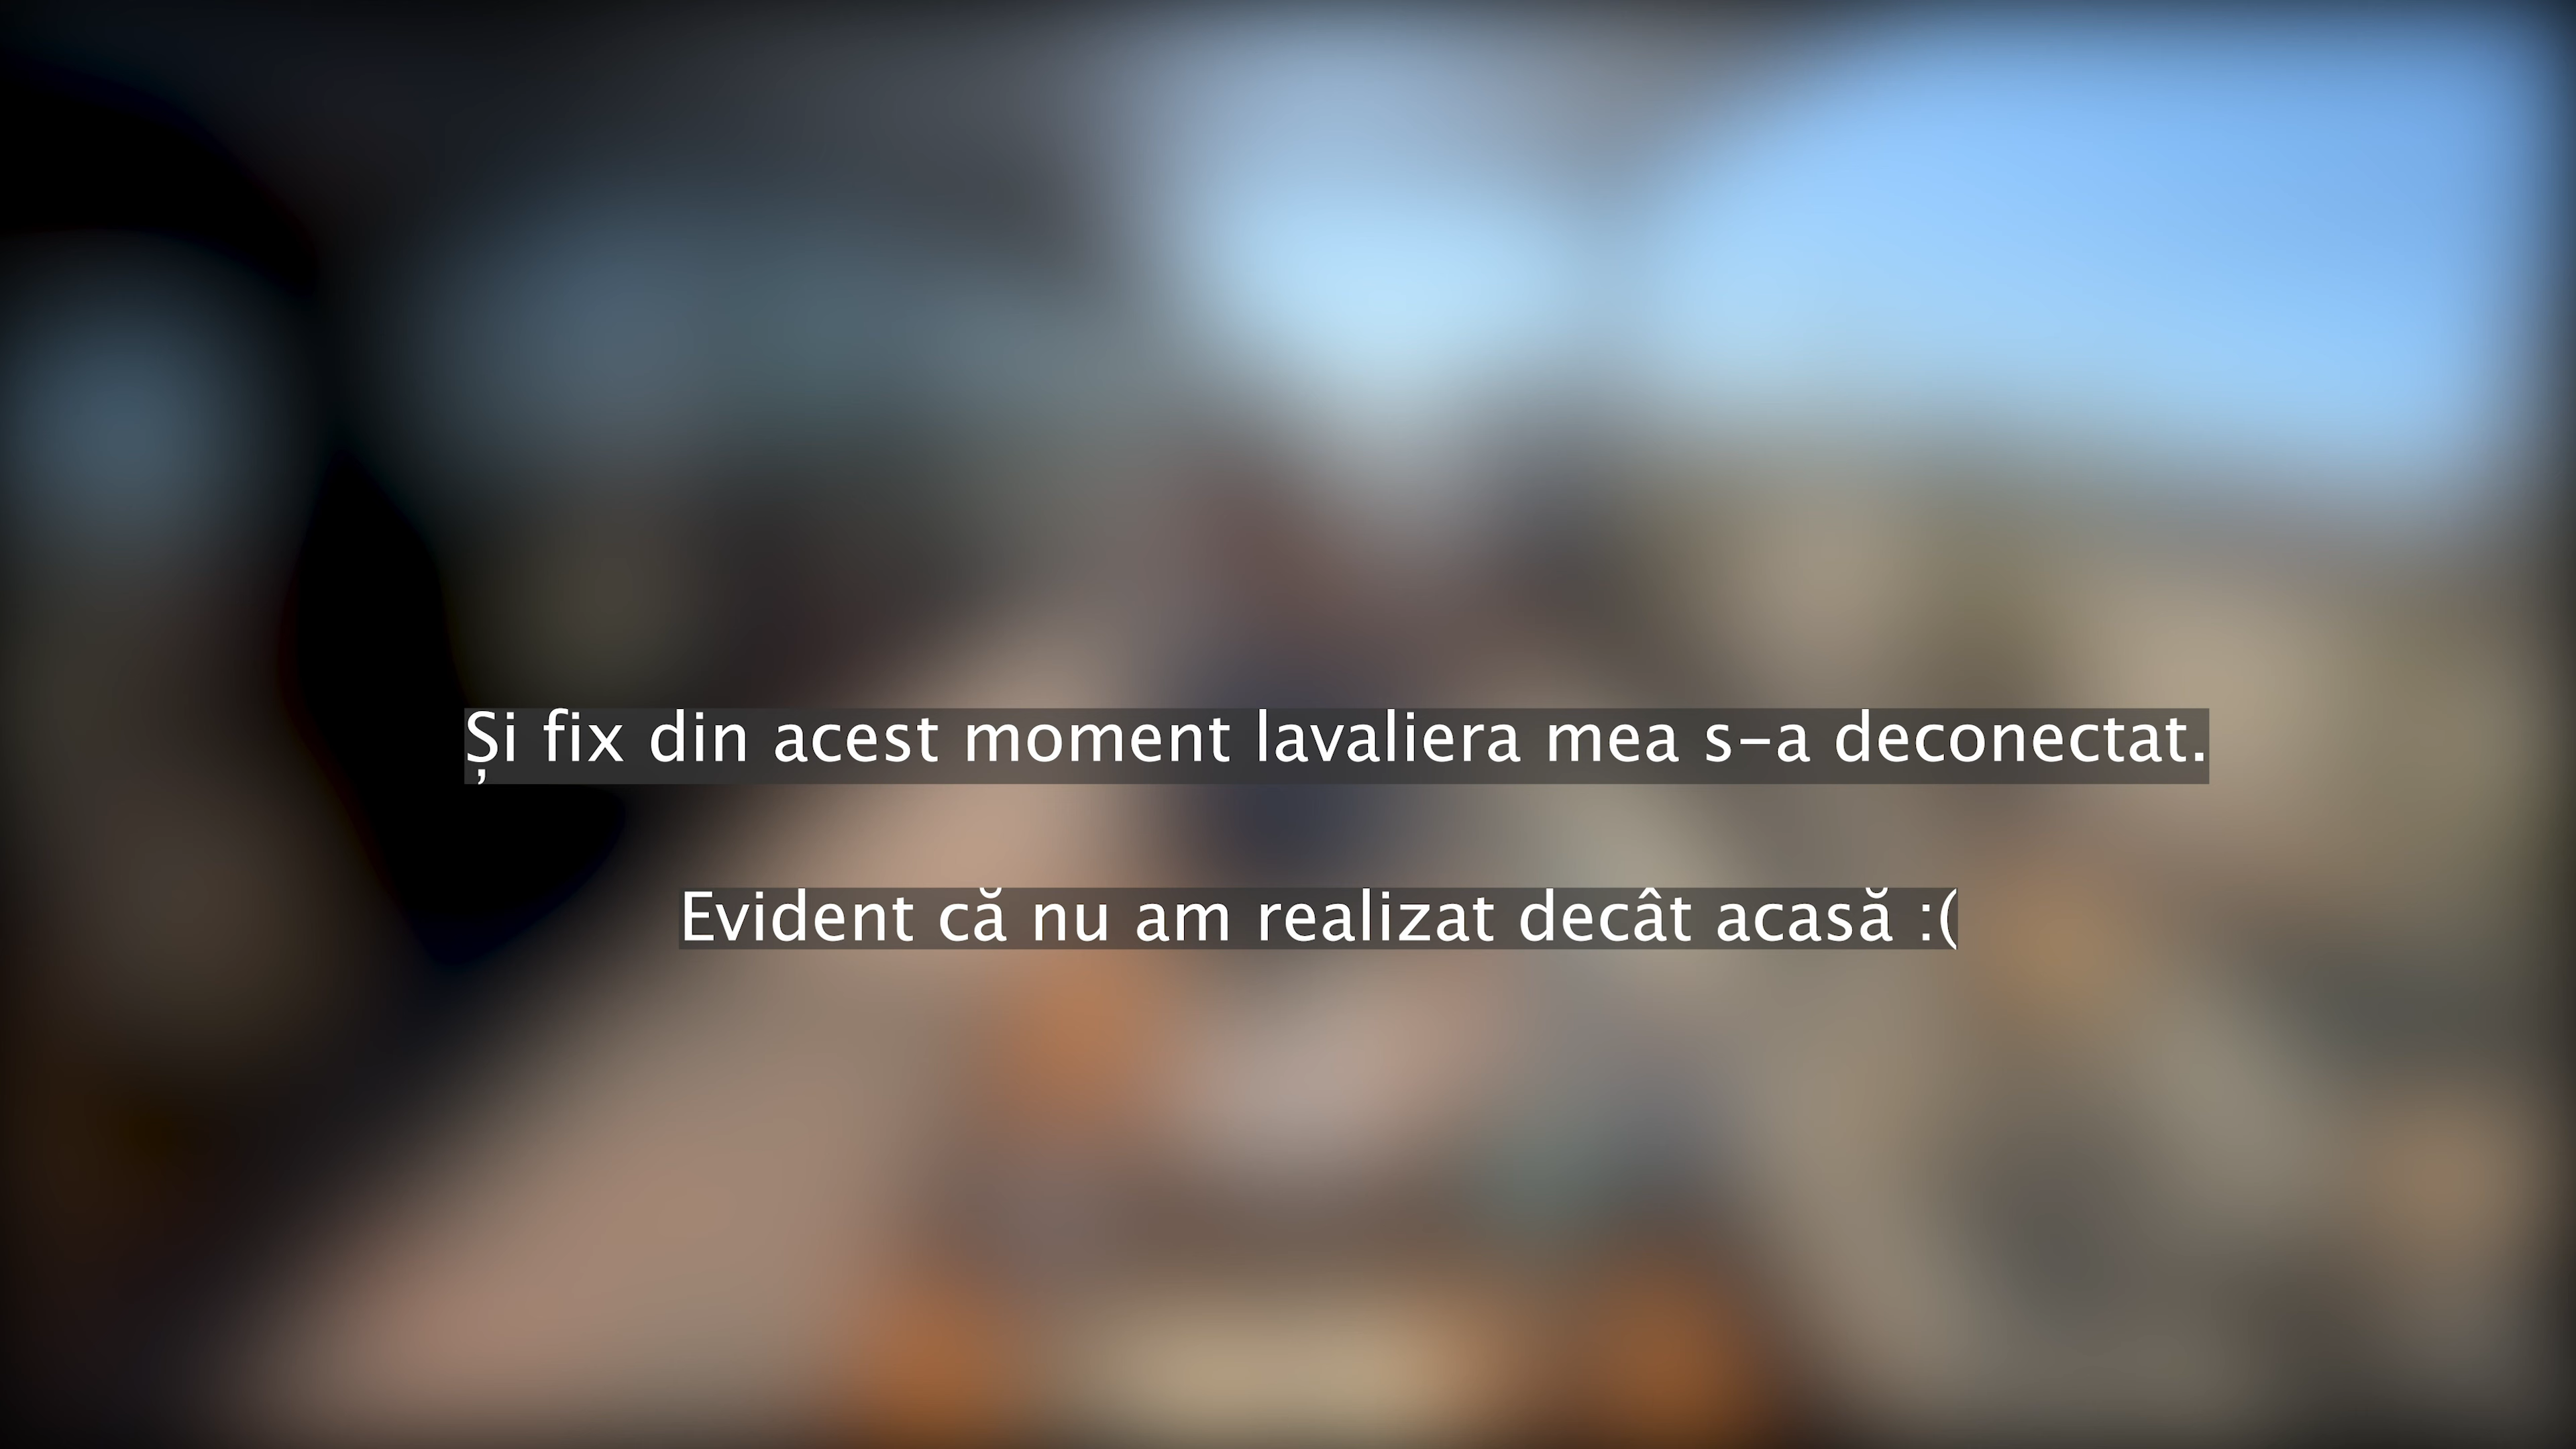 Și fix din acest moment lavaliera mea s-a deconectat.
Evident că nu am realizat decât acasă :(